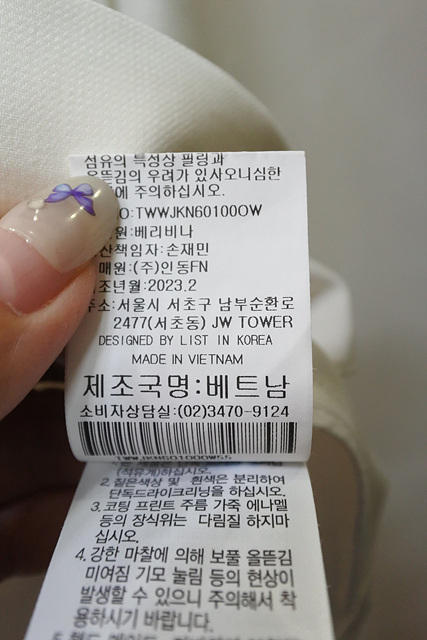 섬유의 특성상 필링과
올뜯김의 우려가 있사오니심한
에 주의하십시오.
NO:TWWJKN60100OW
원:베리비나
산책임자:손재민
매원:(주)인동FN
조년월:2023.2
주소:서울시 서초구 남부순환로
2477(서초동) JW TOWER
DESIGNED BY LIST IN KOREA
MADE IN VIETNAM
제조국명:베트남
소비자상담실:(02)3470-9124
TWWJKN60100OW55
(석유계)하십시오.
2. 짙은색상 및 흰색은 분리하여
단독드라이크리닝을 하십시오.
3. 코팅 프린트 주름 가죽 에나멜
등의 장식위는 다림질 하지마
십시오.
4. 강한 마찰에 의해 보풀 올뜯김
미어짐 기모 눌림 등의 현상이
발생할 수 있으니 주의해서 착
용하시기 바랍니다.